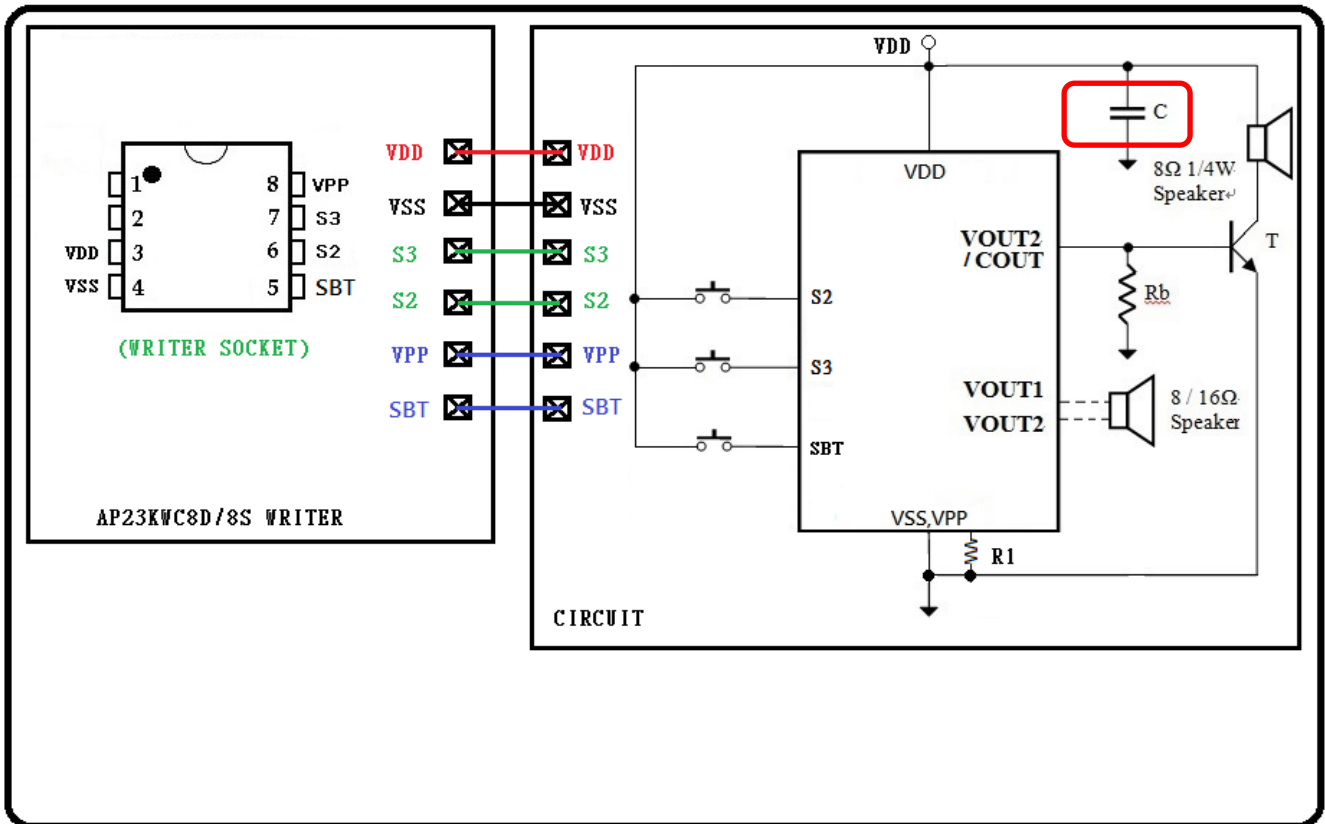 1
2
VDD 3
VSS 4
8 VPP
7 S3
6 S2
5 SBT
(WRITER SOCKET)
VDD
VSS
S3
S2
VPP
SBT
AP23KWC8D/8S WRITER
VDD
VSS
S3
S2
VPP
SBT
VDD
C
8Ω 1/4W
Speaker↵
T
VDD
VOUT2
/ COUT
Rb
S2
S3
SBT
VOUT1
VOUT2
8 / 16Ω
Speaker
VSS,VPP
R1
CIRCUIT